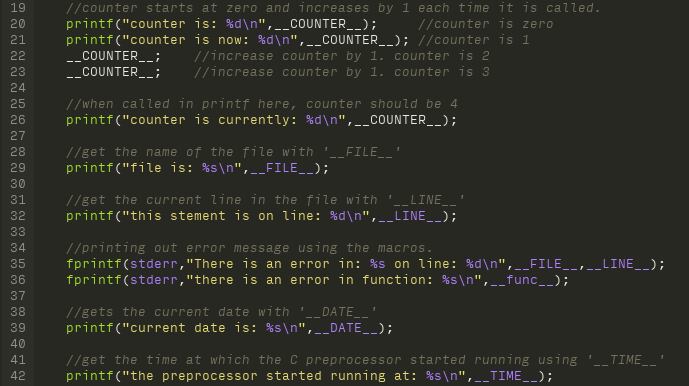 19 //counter starts at zero and increases by 1 each time it is called.
20 printf("counter is: %d\n",__COUNTER__); //counter is zero
21 printf("counter is now: %d\n",__COUNTER__); //counter is 1
22 __COUNTER__; //increase counter by 1. counter is 2
23 __COUNTER__; //increase counter by 1. counter is 3
24
25 //when called in printf here, counter should be 4
26 printf("counter is currently: %d\n",__COUNTER__);
27
28 //get the name of the file with '__FILE__'
29 printf("file is: %s\n",__FILE__);
30
31 //get the current line in the file with '__LINE__'
32 printf("this stement is on line: %d\n",__LINE__);
33
34 //printing out error message using the macros.
35 fprintf(stderr,"There is an error in: %s on line: %d\n",__FILE__,__LINE__);
36 fprintf(stderr,"there is an error in function: %s\n",__func__);
37
38 //gets the current date with '__DATE__'
39 printf("current date is: %s\n",__DATE__);
40
41 //get the time at which the C preprocessor started running using '__TIME__'
42 printf("the preprocessor started running at: %s\n",__TIME__);